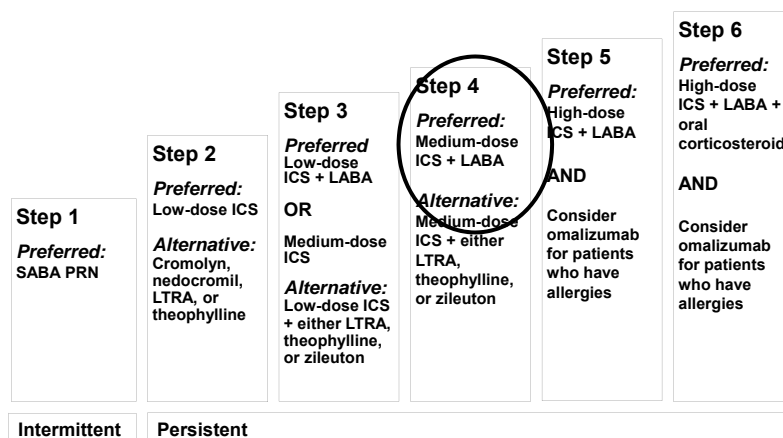 Step 1
Preferred:
SABA PRN
Step 2
Preferred:
Low-dose ICS
Alternative:
Cromolyn,
nedocromil,
LTRA, or
theophylline
Step 3
Preferred
Low-dose
ICS + LABA
OR
Medium-dose
ICS
Alternative:
Low-dose ICS
+ either LTRA,
theophylline,
or zileuton
Step 4
Preferred:
Medium-dose
ICS + LABA
Alternative:
Medium-dose
ICS + either
LTRA,
theophylline,
or zileuton
Step 5
Preferred:
High-dose
ICS + LABA
AND
Consider
omalizumab
for patients
who have
allergies
Step 6
Preferred:
High-dose
ICS + LABA +
oral
corticosteroid
AND
Consider
omalizumab
for patients
who have
allergies
Intermittent
Persistent